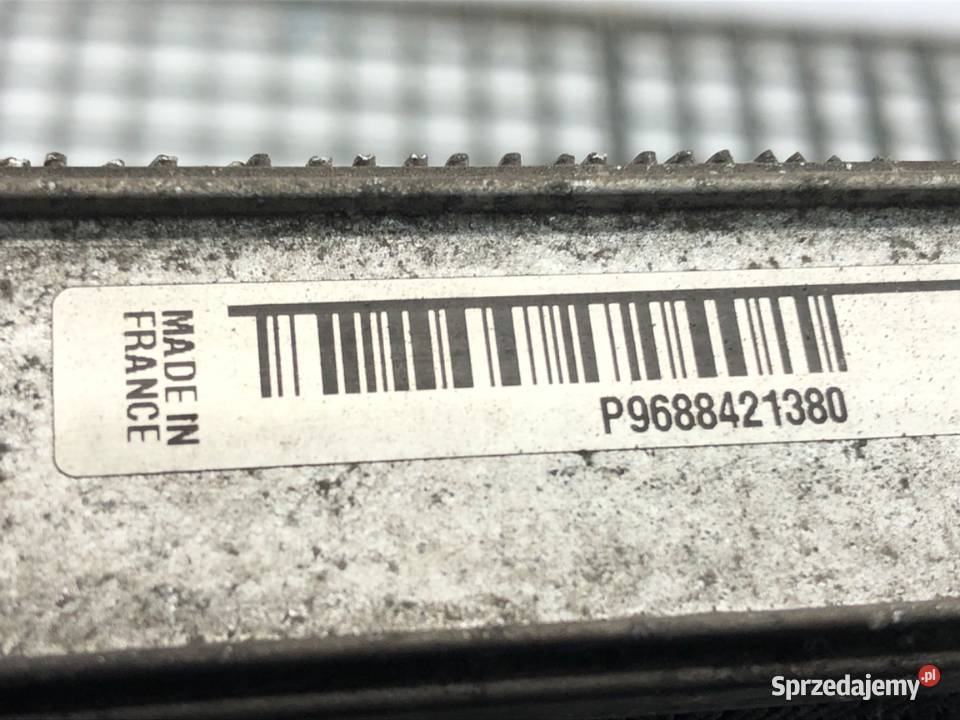 MADE IN
FRANCE
P9688421380
Sprzedajemy.pl